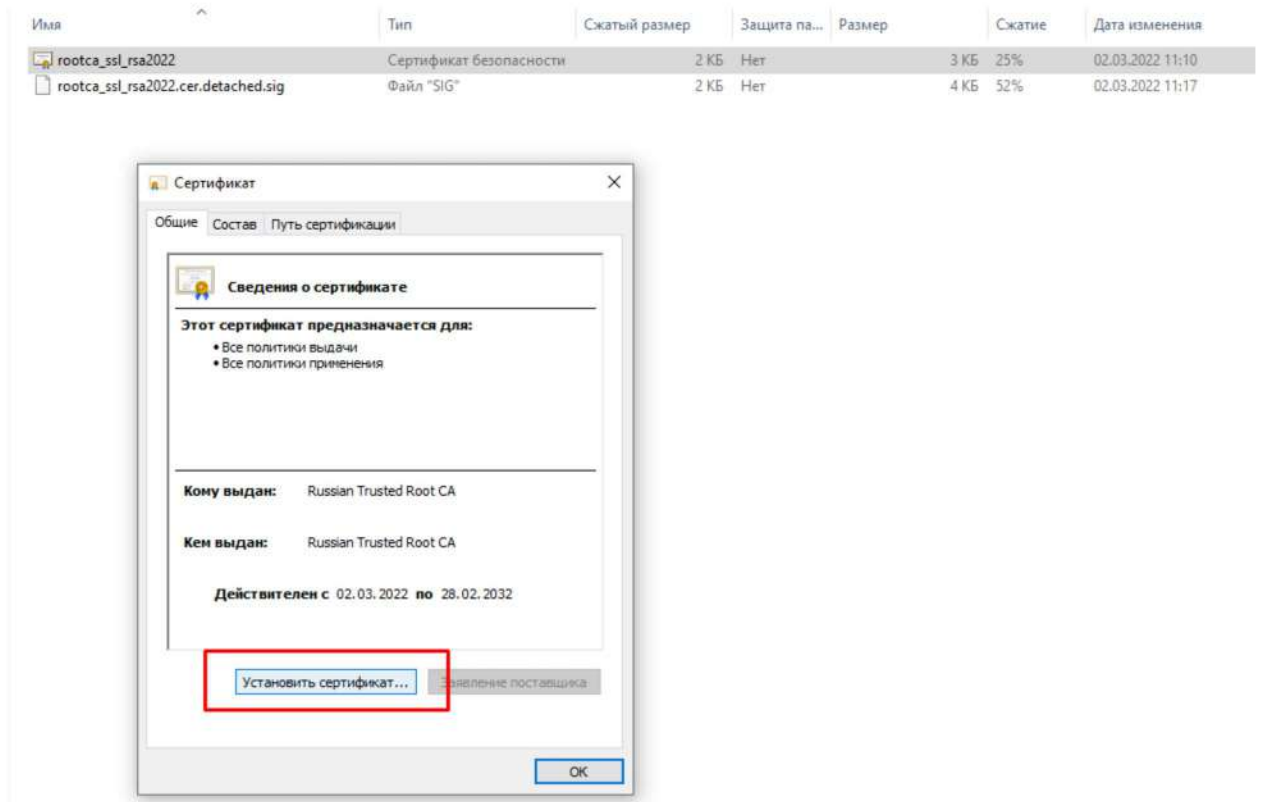 Имя Тип Сжатый размер Защита па... Размер Сжатие Дата изменения
rootca_ssl_rsa2022 Сертификат безопасности 2 КБ Нет 3 КБ 25% 02.03.2022 11:10
rootca_ssl_rsa2022.cer.detached.sig Файл "SIG" 2 КБ Нет 4 КБ 52% 02.03.2022 11:17
Сертификат
Общие Состав Путь сертификации
Сведения о сертификате
Этот сертификат предназначается для:
• Все политики выдачи
• Все политики применения
Кому выдан: Russian Trusted Root CA
Кем выдан: Russian Trusted Root CA
Действителен с 02.03.2022 по 28.02.2032
Установить сертификат... Заявление поставщика
ОК